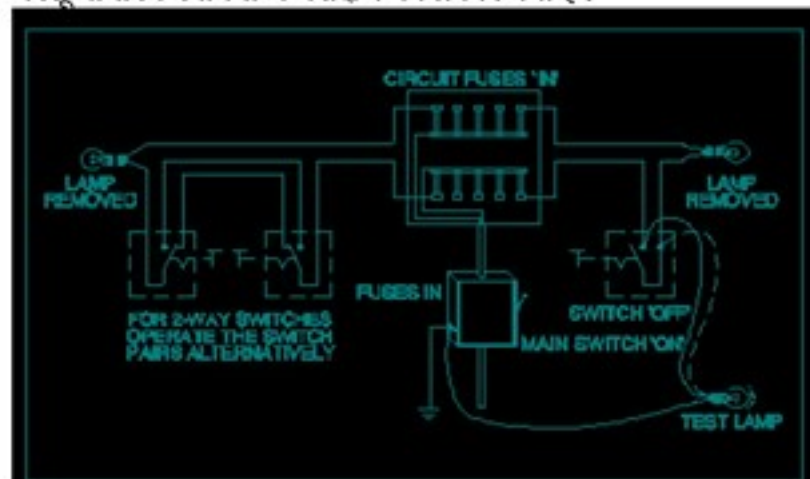 CIRCUIT FUSES 'IN'
LAMP
REMOVED
LAMP
REMOVED
FUSES IN
SWITCH 'OFF'
FOR 2-WAY SWITCHES
OPERATE THE SWITCH
PAIRS ALTERNATIVELY
MAIN SWITCH 'ON'
TEST LAMP